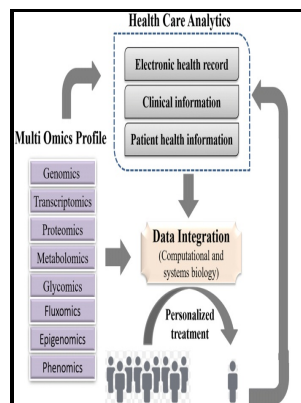 Health Care Analytics
Electronic health record
Clinical information
Patient health information
Multi Omics Profile
Genomics
Transcriptomics
Proteomics
Metabolomics
Glycomics
Fluxomics
Epigenomics
Phenomics
Data Integration
(Computational and
systems biology)
Personalized
treatment